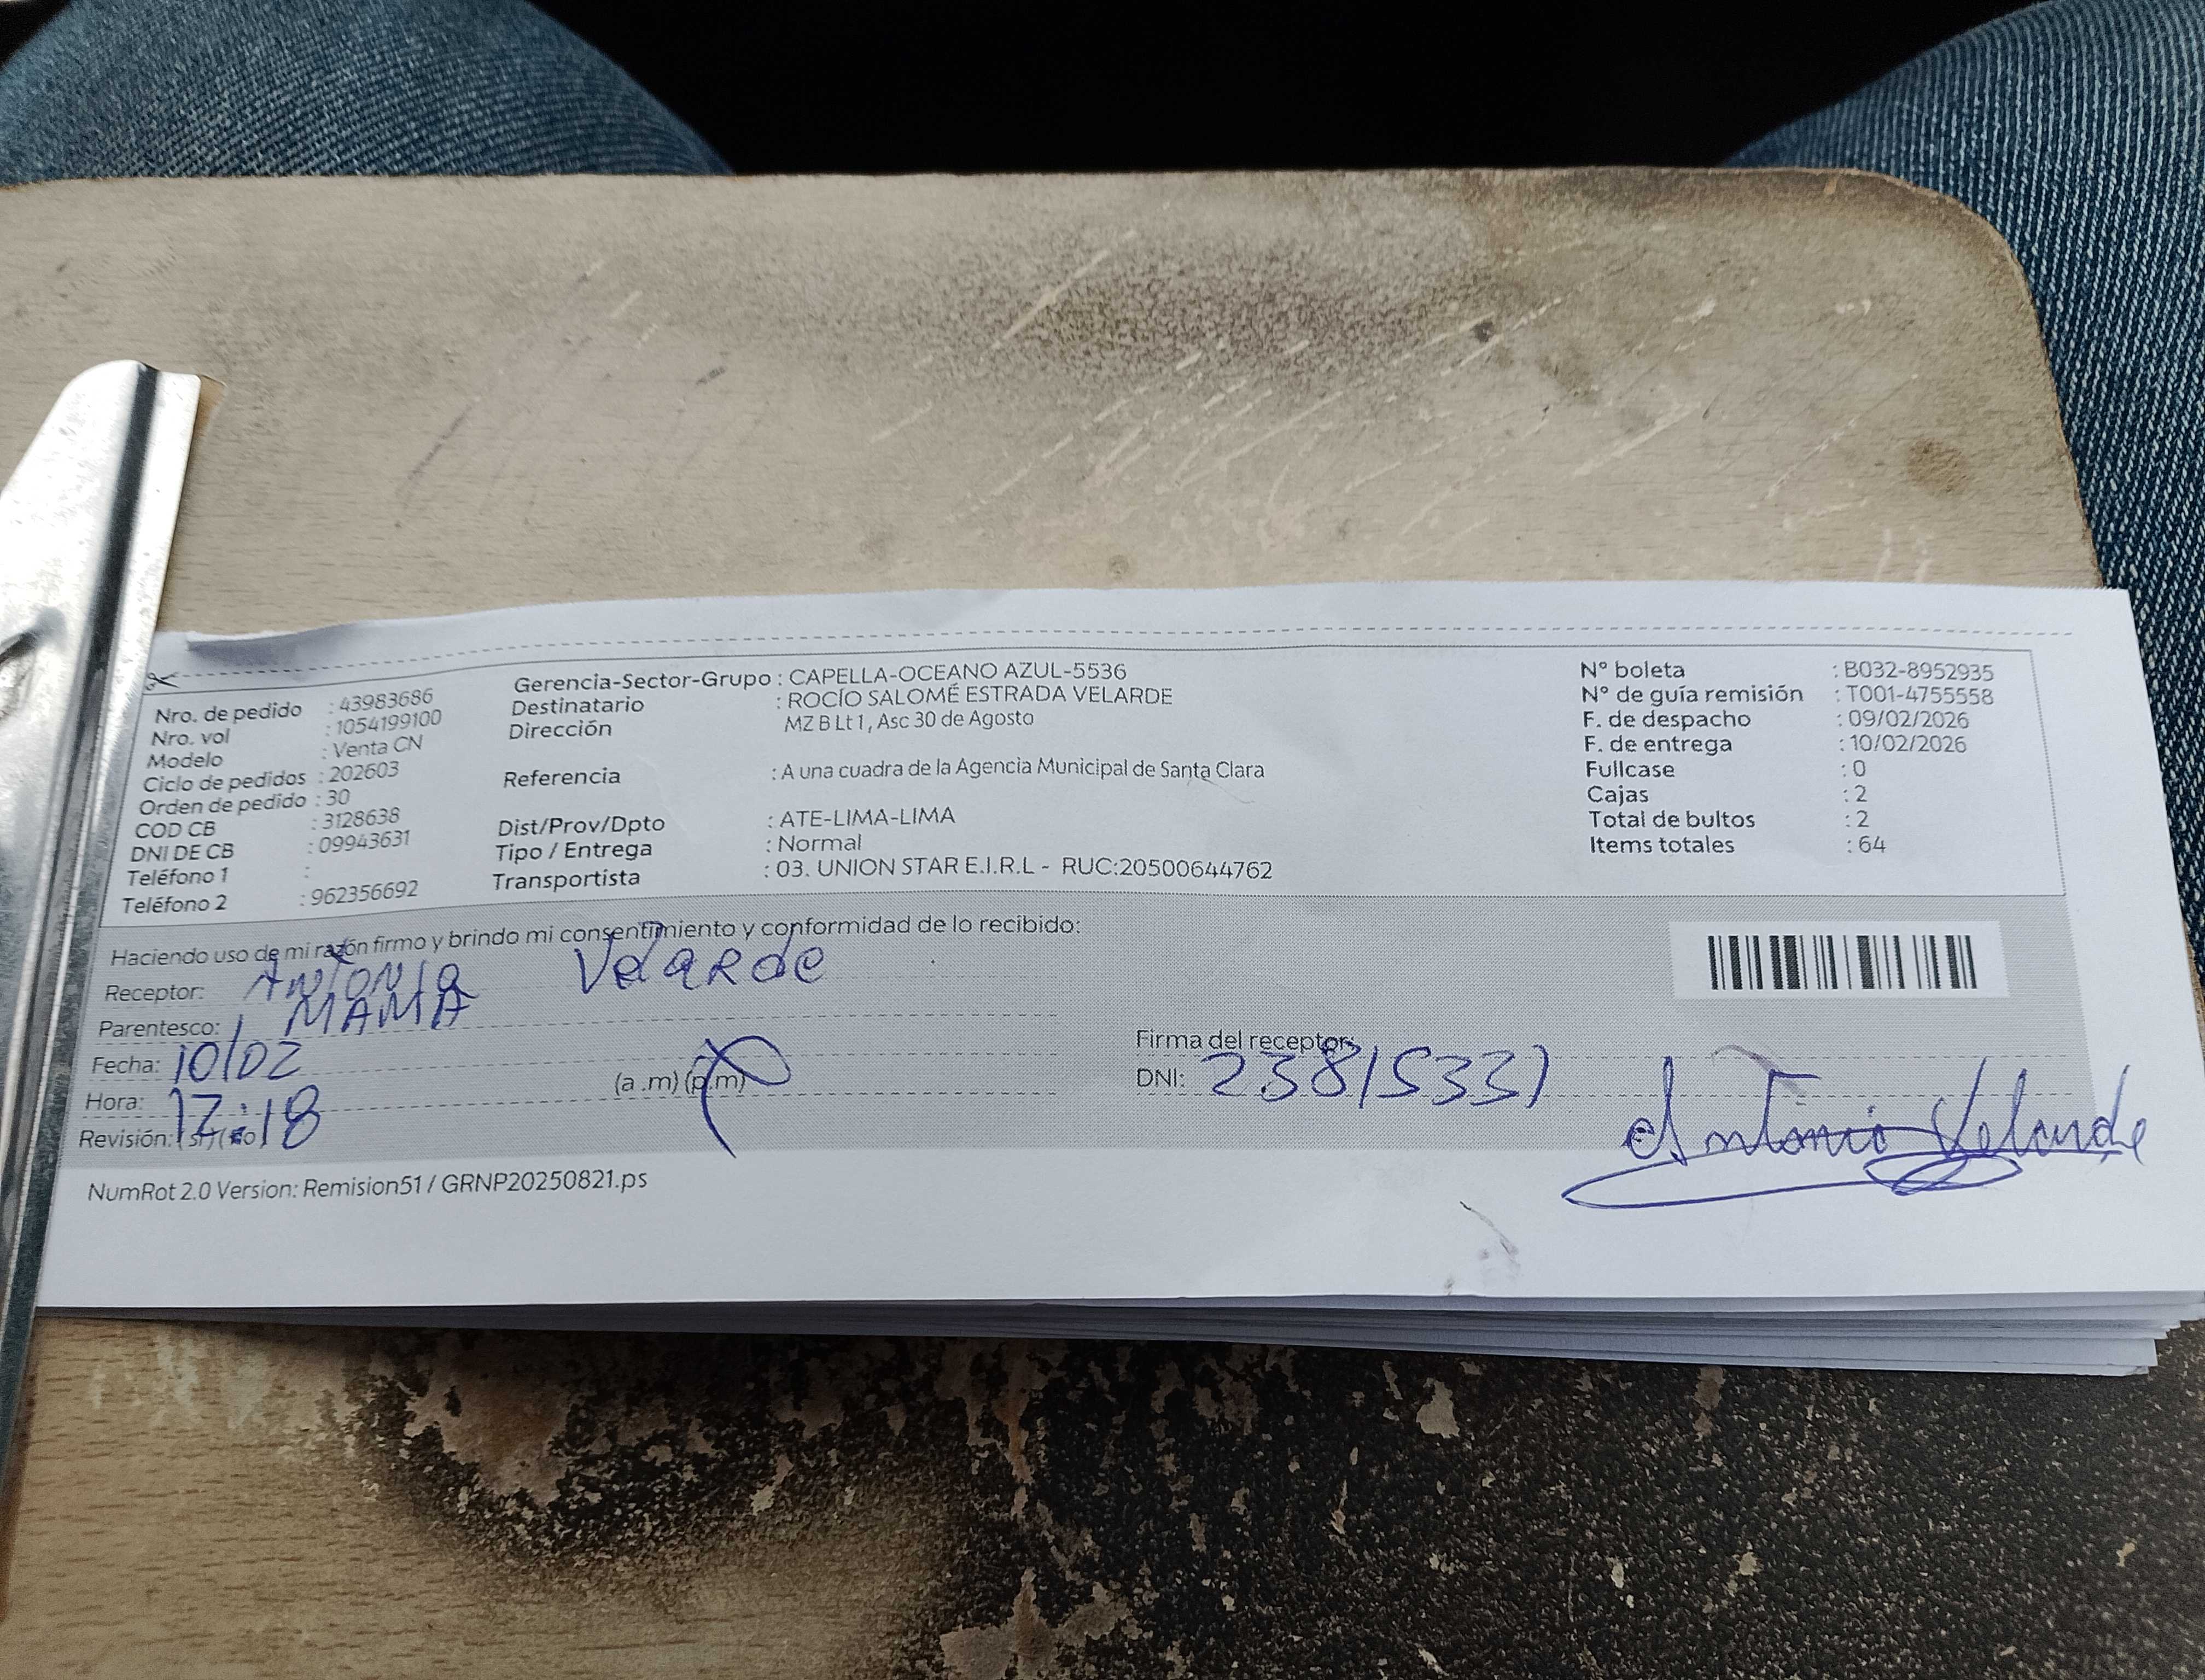 Nro. de pedido : 43983686
Nro. vol : 1054199100
Modelo : Venta CN
Ciclo de pedidos : 202603
Orden de pedido : 30
COD CB : 3128638
DNI DE CB : 09943631
Teléfono 1 :
Teléfono 2 : 962356692
Gerencia-Sector-Grupo : CAPELLA-OCEANO AZUL-5536
Destinatario : ROCÍO SALOMÉ ESTRADA VELARDE
Dirección MZ B Lt 1, Asc 30 de Agosto
Referencia : A una cuadra de la Agencia Municipal de Santa Clara
Dist/Prov/Dpto : ATE-LIMA-LIMA
Tipo / Entrega : Normal
Transportista : 03. UNION STAR E.I.R.L - RUC:20500644762
N° boleta : B032-8952935
N° de guía remisión : T001-4755558
F. de despacho : 09/02/2026
F. de entrega : 10/02/2026
Fullcase : 0
Cajas : 2
Total de bultos : 2
Items totales : 64
Haciendo uso de mi razón firmo y brindo mi consentimiento y conformidad de lo recibido:
Receptor: Antonia Velarde
Parentesco: MAMA
Fecha: 10/02
Hora: 12:18 (a .m) (p.m)
Revisión: (si) (no)
Firma del receptor:
DNI: 23815337
Antonia Velarde
NumRot 2.0 Version: Remision51 / GRNP20250821.ps